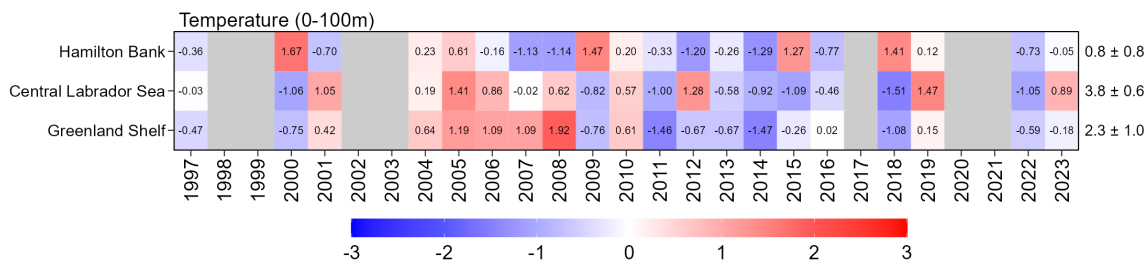 Temperature (0-100m)
Hamilton Bank -0.36 1.67 -0.70 0.23 0.61 -0.16 -1.13 -1.14 1.47 0.20 -0.33 -1.20 -0.26 -1.29 1.27 -0.77 1.41 0.12 -0.73 -0.05 0.8 ± 0.8
Central Labrador Sea -0.03 -1.06 1.05 0.19 1.41 0.86 -0.02 0.62 -0.82 0.57 -1.00 1.28 -0.58 -0.92 -1.09 -0.46 -1.51 1.47 -1.05 0.89 3.8 ± 0.6
Greenland Shelf -0.47 -0.75 0.42 0.64 1.19 1.09 1.09 1.92 -0.76 0.61 -1.46 -0.67 -0.67 -1.47 -0.26 0.02 -1.08 0.15 -0.59 -0.18 2.3 ± 1.0
1997 1998 1999 2000 2001 2002 2003 2004 2005 2006 2007 2008 2009 2010 2011 2012 2013 2014 2015 2016 2017 2018 2019 2020 2021 2022 2023
-3 -2 -1 0 1 2 3